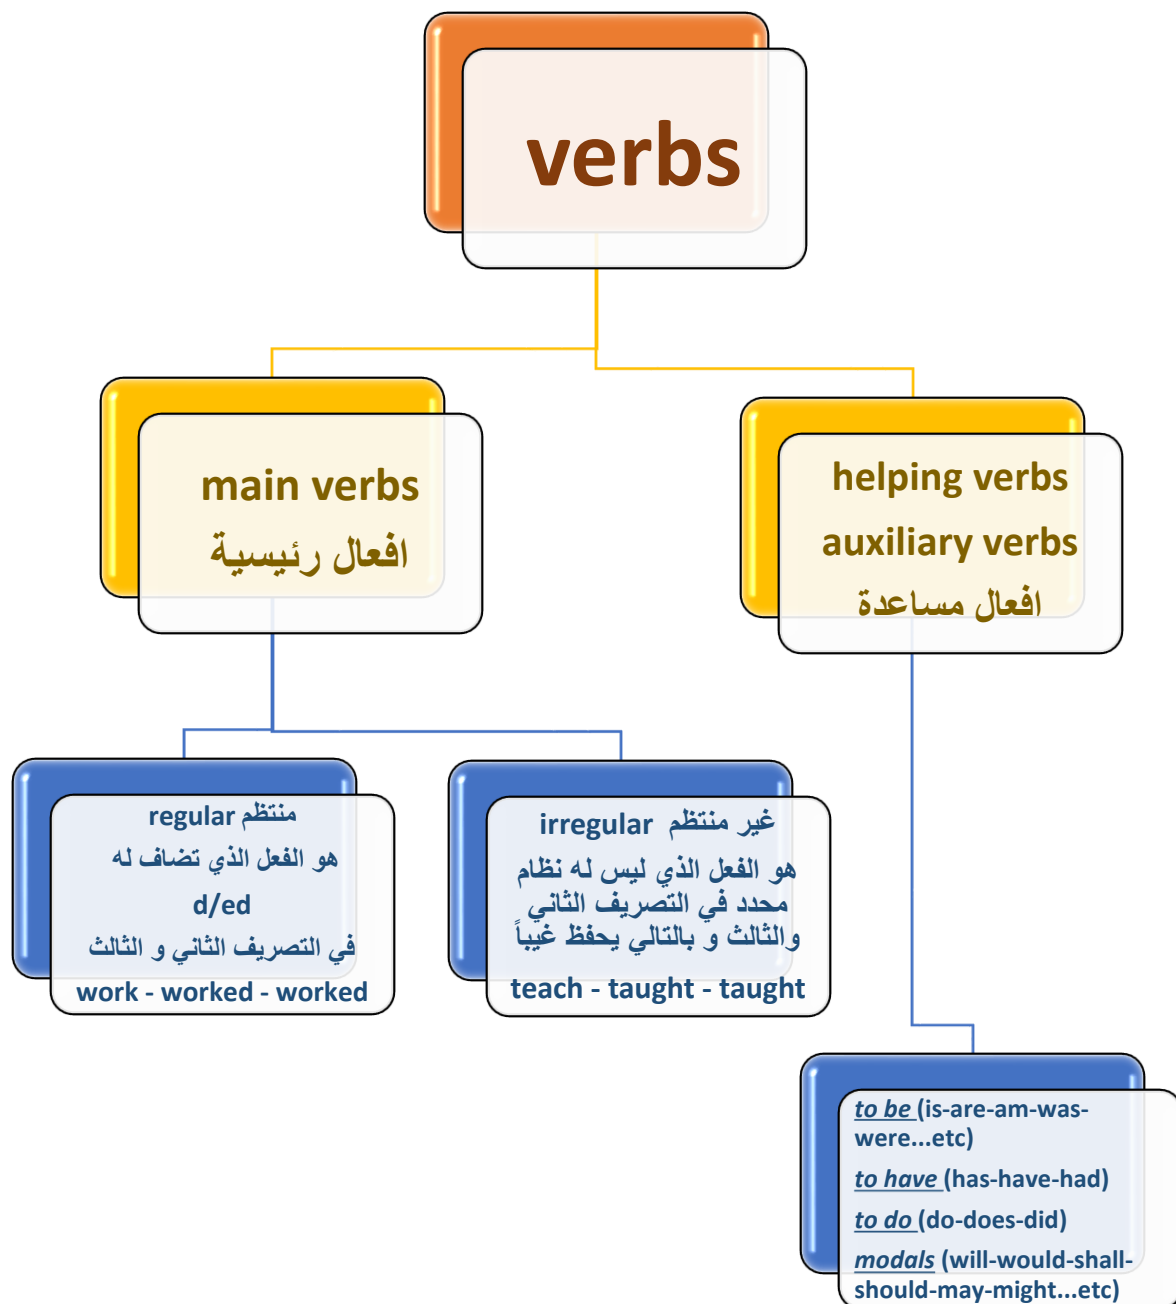 verbs
main verbs
افعال رئيسية
helping verbs
auxiliary verbs
افعال مساعدة
regular منتظم
هو الفعل الذي تضاف له
d/ed
في التصريف الثاني و الثالث
work - worked - worked
irregular غير منتظم
هو الفعل الذي ليس له نظام
محدد في التصريف الثاني
والثالث و بالتالي يحفظ غيباً
teach - taught - taught
to be (is-are-am-was-
were...etc)
to have (has-have-had)
to do (do-does-did)
modals (will-would-shall-
should-may-might...etc)